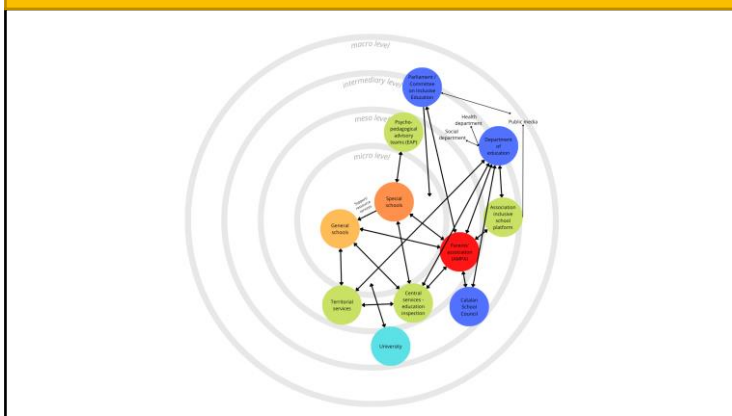 macro level
intermediary level
meso level
micro level
Parliament /
Commission
on Inclusive
Education
Psycho-
pedagogical
advisory
teams (EAP)
Health
department
Social
department
Public media
Department
of
education
Special
schools
General
schools
Association
inclusive
school
platform
Parents'
association
Territorial
services
Central
services -
education
inspection
Catalan
School
Council
University